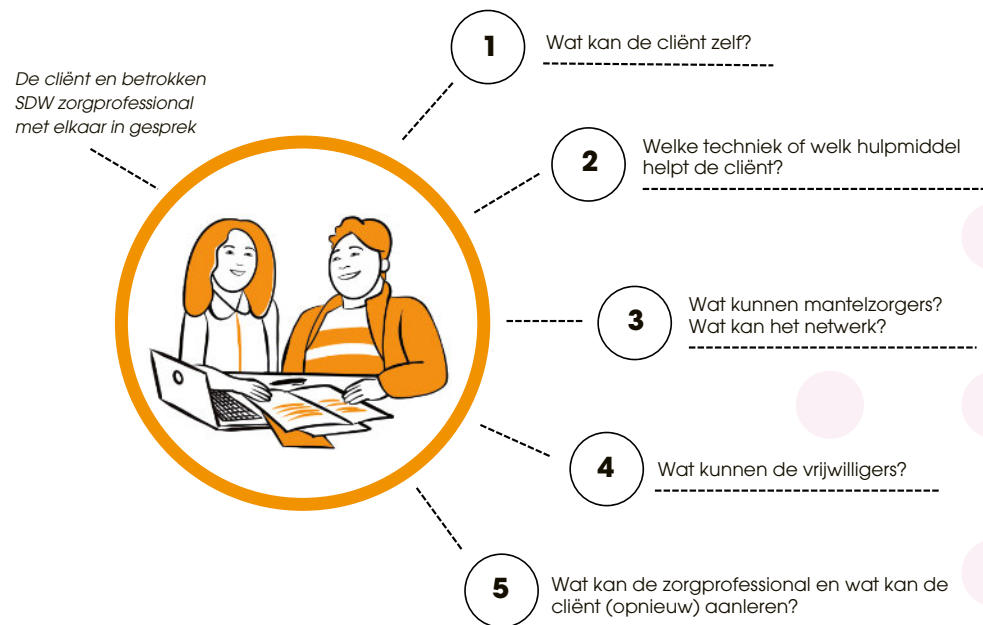 De cliënt en betrokken
SDW zorgprofessional
met elkaar in gesprek
1
Wat kan de cliënt zelf?
2
Welke techniek of welk hulpmiddel
helpt de cliënt?
3
Wat kunnen mantelzorgers?
Wat kan het netwerk?
4
Wat kunnen de vrijwilligers?
5
Wat kan de zorgprofessional en wat kan de
cliënt (opnieuw) aanleren?